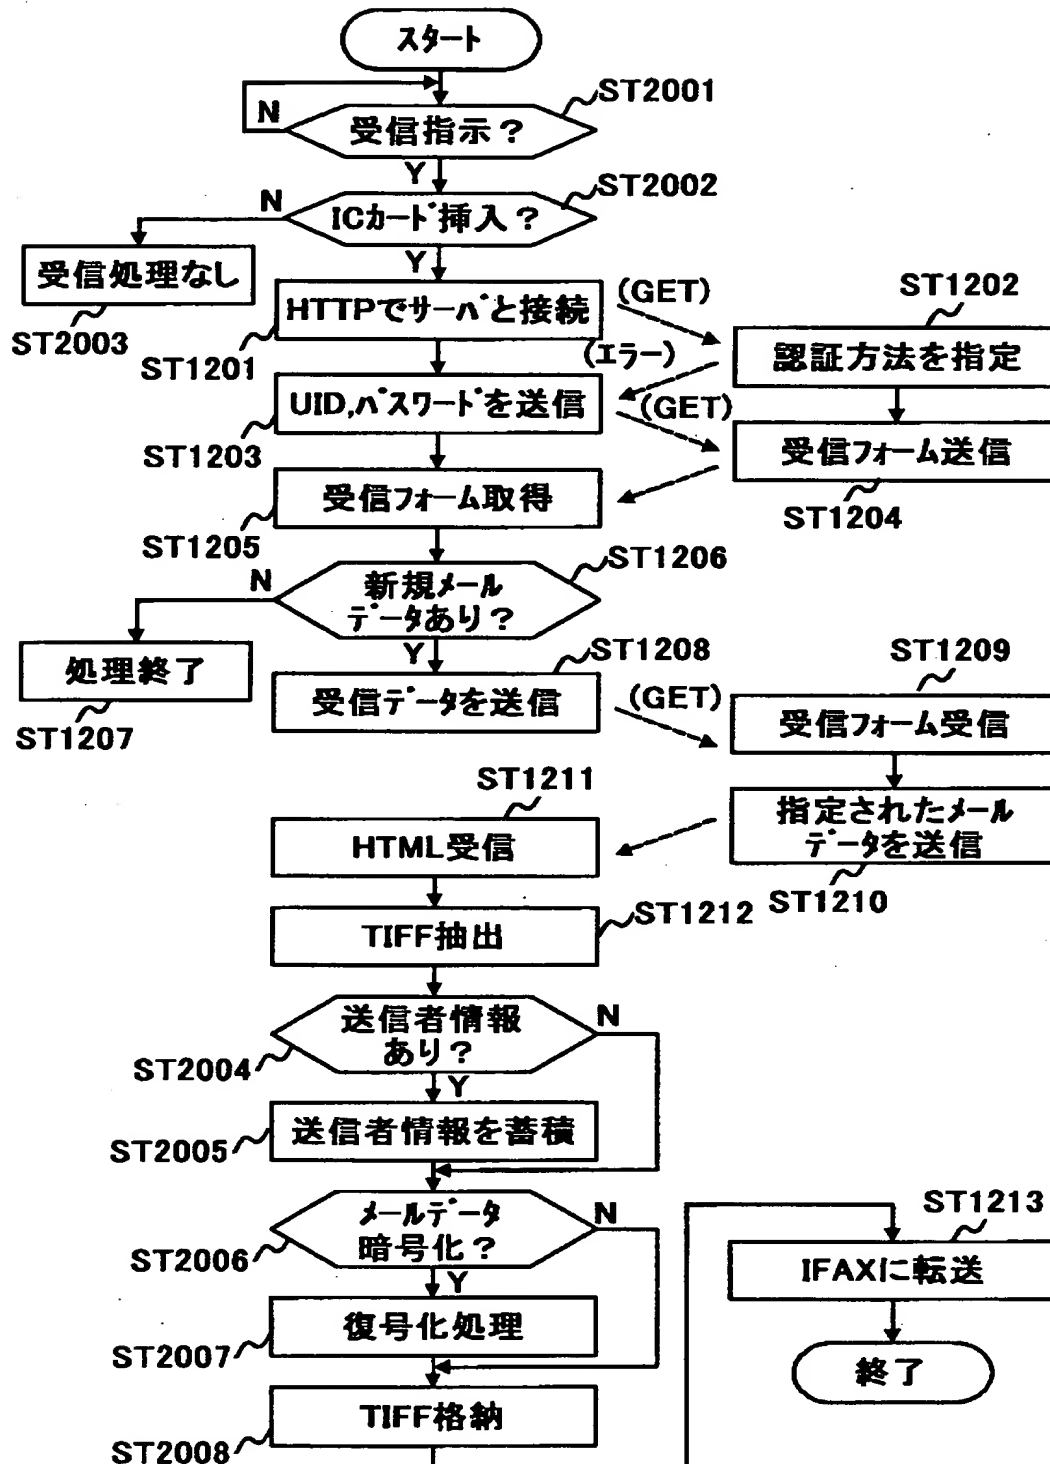 スタート
ST2001
N
受信指示？
Y
ST2002
N
ICカード挿入？
Y
受信処理なし
ST2003
HTTPでサーバと接続
(GET)
ST1202
ST1201
(エラー)
認証方法を指定
UID,パスワードを送信
(GET)
ST1203
受信フォーム送信
ST1204
受信フォーム取得
ST1205
ST1206
N
新規メール
データあり？
Y
処理終了
ST1207
ST1208
受信データを送信
(GET)
ST1209
受信フォーム受信
ST1211
指定されたメール
データを送信
ST1210
HTML受信
ST1212
TIFF抽出
送信者情報
あり？
N
ST2004
Y
送信者情報を蓄積
ST2005
メールデータ
暗号化？
N
ST2006
Y
復号化処理
ST2007
TIFF格納
ST2008
ST1213
IFAXに転送
終了